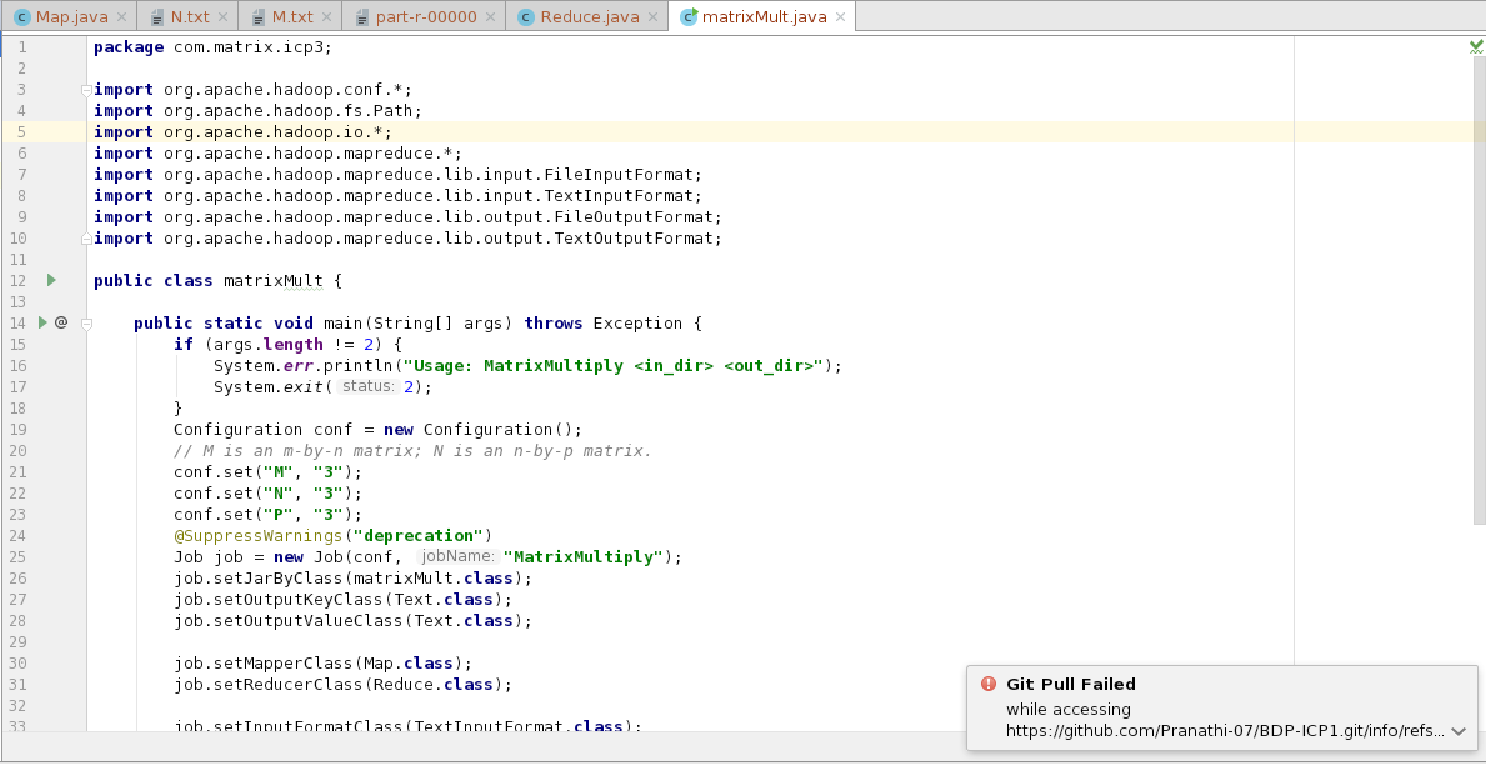 Map.java N.txt M.txt part-r-00000 Reduce.java matrixMult.java
1 package com.matrix.icp3;
2
3 import org.apache.hadoop.conf.*;
4 import org.apache.hadoop.fs.Path;
5 import org.apache.hadoop.io.*;
6 import org.apache.hadoop.mapreduce.*;
7 import org.apache.hadoop.mapreduce.lib.input.FileInputFormat;
8 import org.apache.hadoop.mapreduce.lib.input.TextInputFormat;
9 import org.apache.hadoop.mapreduce.lib.output.FileOutputFormat;
10 import org.apache.hadoop.mapreduce.lib.output.TextOutputFormat;
11
12 public class matrixMult {
13
14 @ public static void main(String[] args) throws Exception {
15 if (args.length != 2) {
16 System.err.println("Usage: MatrixMultiply <in_dir> <out_dir>");
17 System.exit( status: 2);
18 }
19 Configuration conf = new Configuration();
20 // M is an m-by-n matrix; N is an n-by-p matrix.
21 conf.set("M", "3");
22 conf.set("N", "3");
23 conf.set("P", "3");
24 @SuppressWarnings("deprecation")
25 Job job = new Job(conf, jobName: "MatrixMultiply");
26 job.setJarByClass(matrixMult.class);
27 job.setOutputKeyClass(Text.class);
28 job.setOutputValueClass(Text.class);
29
30 job.setMapperClass(Map.class);
31 job.setReducerClass(Reduce.class);
32
33 job.setInputFormatClass(TextInputFormat.class);
Git Pull Failed
while accessing
https://github.com/Pranathi-07/BDP-ICP1.git/info/refs...